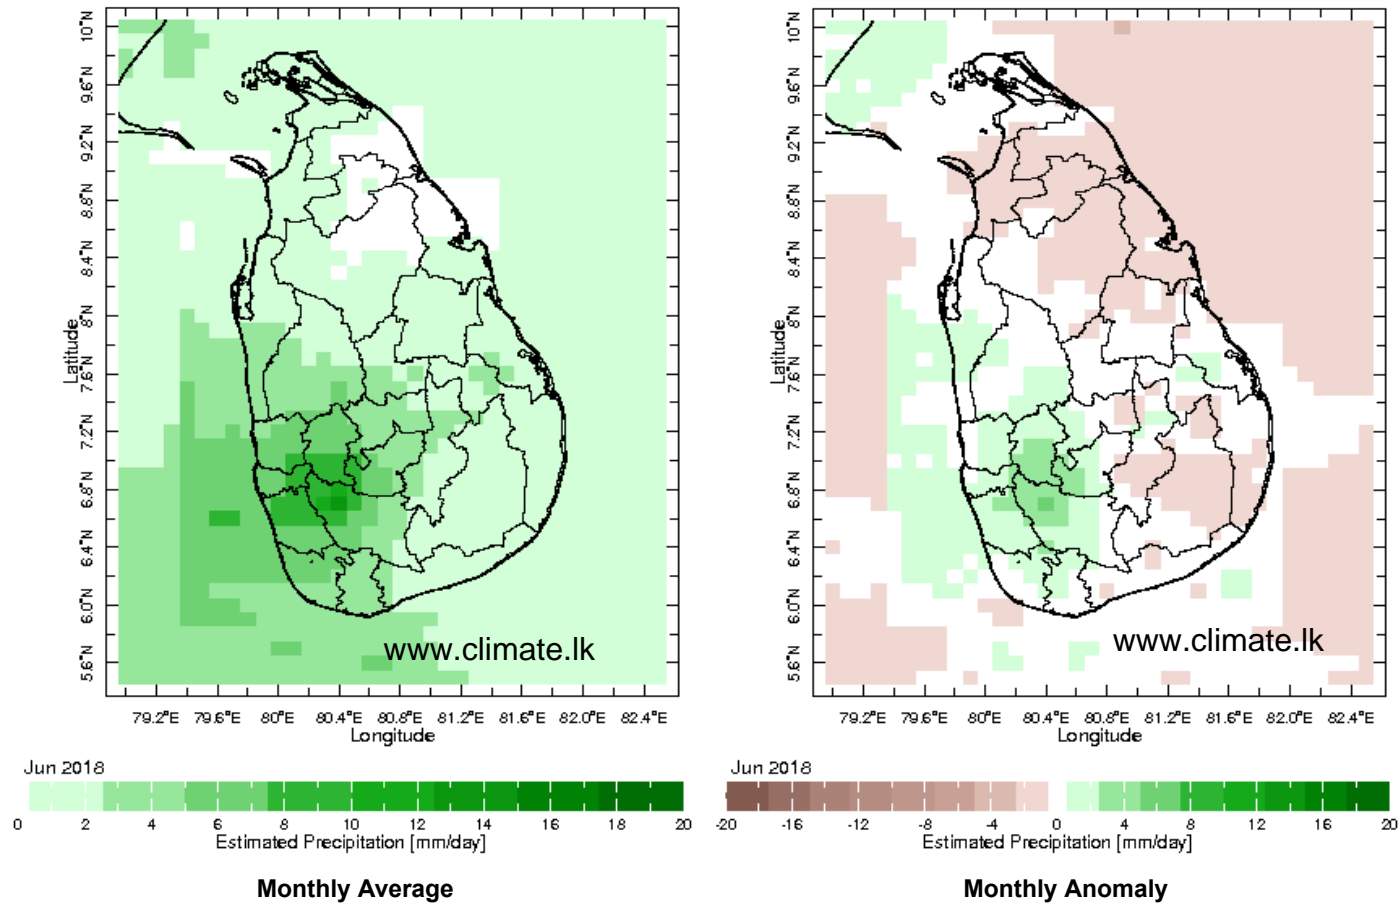 10°N
9.6°N
9.2°N
8.8°N
8.4°N
8°N
7.6°N
7.2°N
6.8°N
6.4°N
6.0°N
5.6°N
Latitude
www.climate.lk
79.2°E 79.6°E 80°E 80.4°E 80.8°E 81.2°E 81.6°E 82.0°E 82.4°E
Longitude
Jun 2018
0 2 4 6 8 10 12 14 16 18 20
Estimated Precipitation [mm/day]
Monthly Average
10°N
9.6°N
9.2°N
8.8°N
8.4°N
8°N
7.6°N
7.2°N
6.8°N
6.4°N
6.0°N
5.6°N
Latitude
www.climate.lk
79.2°E 79.6°E 80°E 80.4°E 80.8°E 81.2°E 81.6°E 82.0°E 82.4°E
Longitude
Jun 2018
-20 -16 -12 -8 -4 0 4 8 12 16 20
Estimated Precipitation [mm/day]
Monthly Anomaly